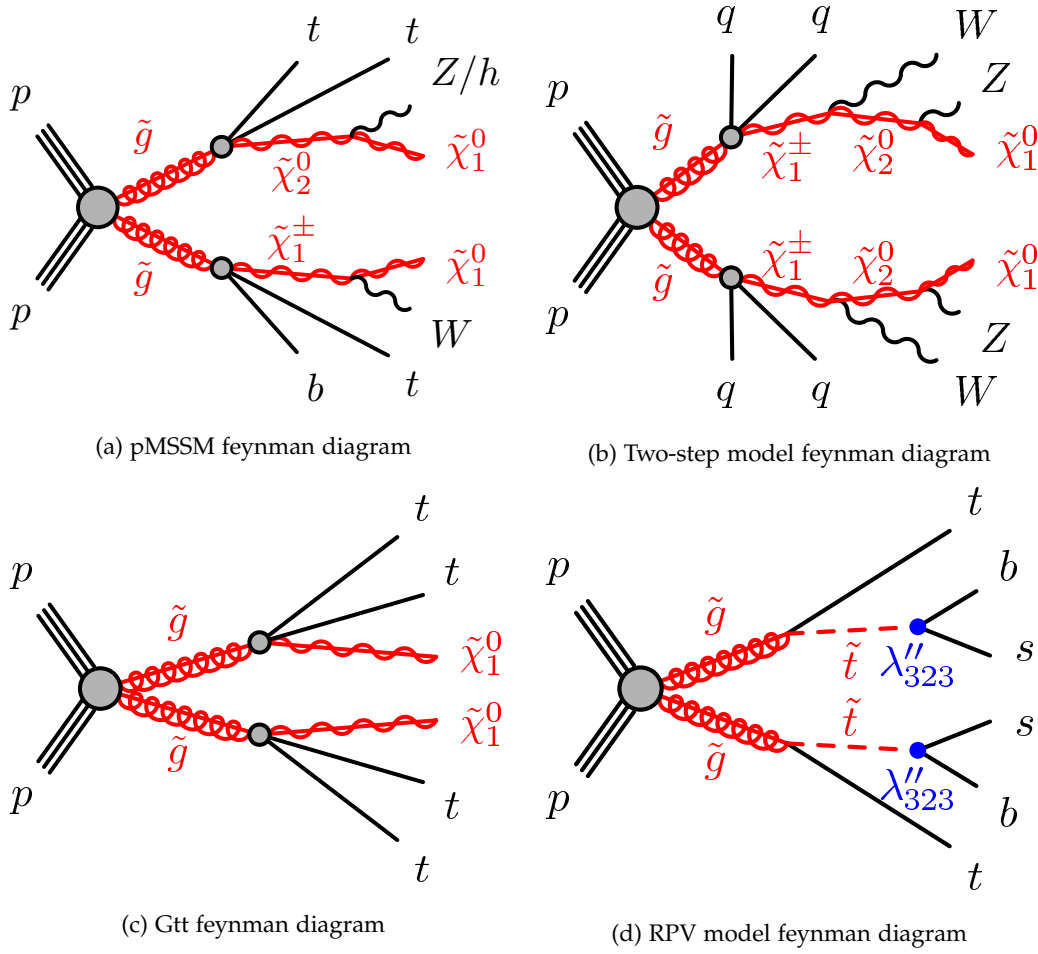 t t
Z/h
p
g̃
χ̃₂⁰
χ̃₁⁰
χ̃₁±
χ̃₁⁰
g̃
p
W
b t
(a) pMSSM feynman diagram
q q W
Z
p
g̃
χ̃₁± χ̃₂⁰ χ̃₁⁰
χ̃₁± χ̃₂⁰ χ̃₁⁰
g̃
p
Z
q q W
(b) Two-step model feynman diagram
t
t
p
g̃
χ̃₁⁰
χ̃₁⁰
g̃
p
t
t
(c) Gtt feynman diagram
t
b
p
g̃
t̃ λ″₃₂₃ s
t̃ s
g̃
λ″₃₂₃
p
b
t
(d) RPV model feynman diagram